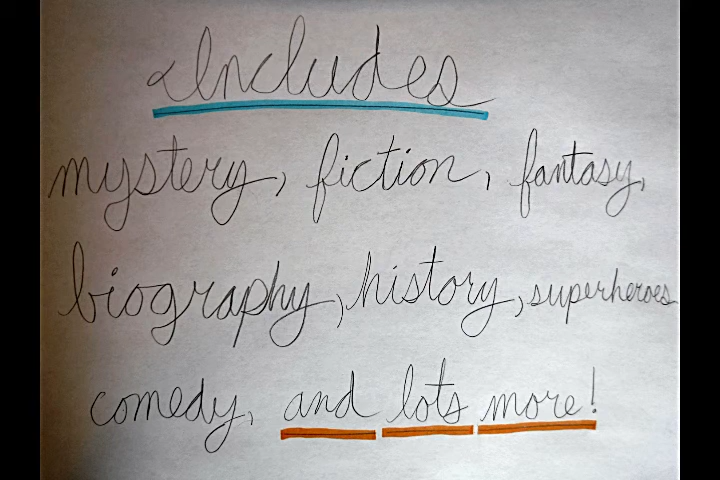 Includes
mystery, fiction, fantasy,
biography, history, superheroes
comedy, and lots more!